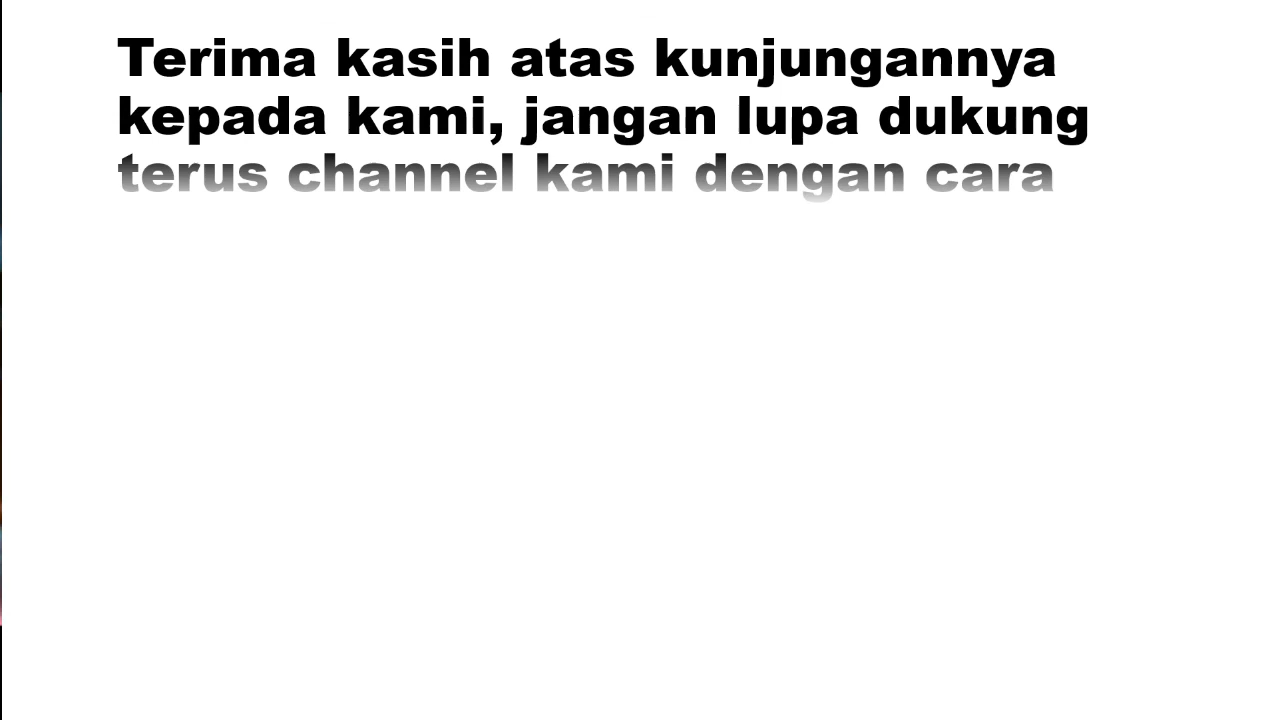 Terima kasih atas kunjungannya
kepada kami, jangan lupa dukung
terus channel kami dengan cara